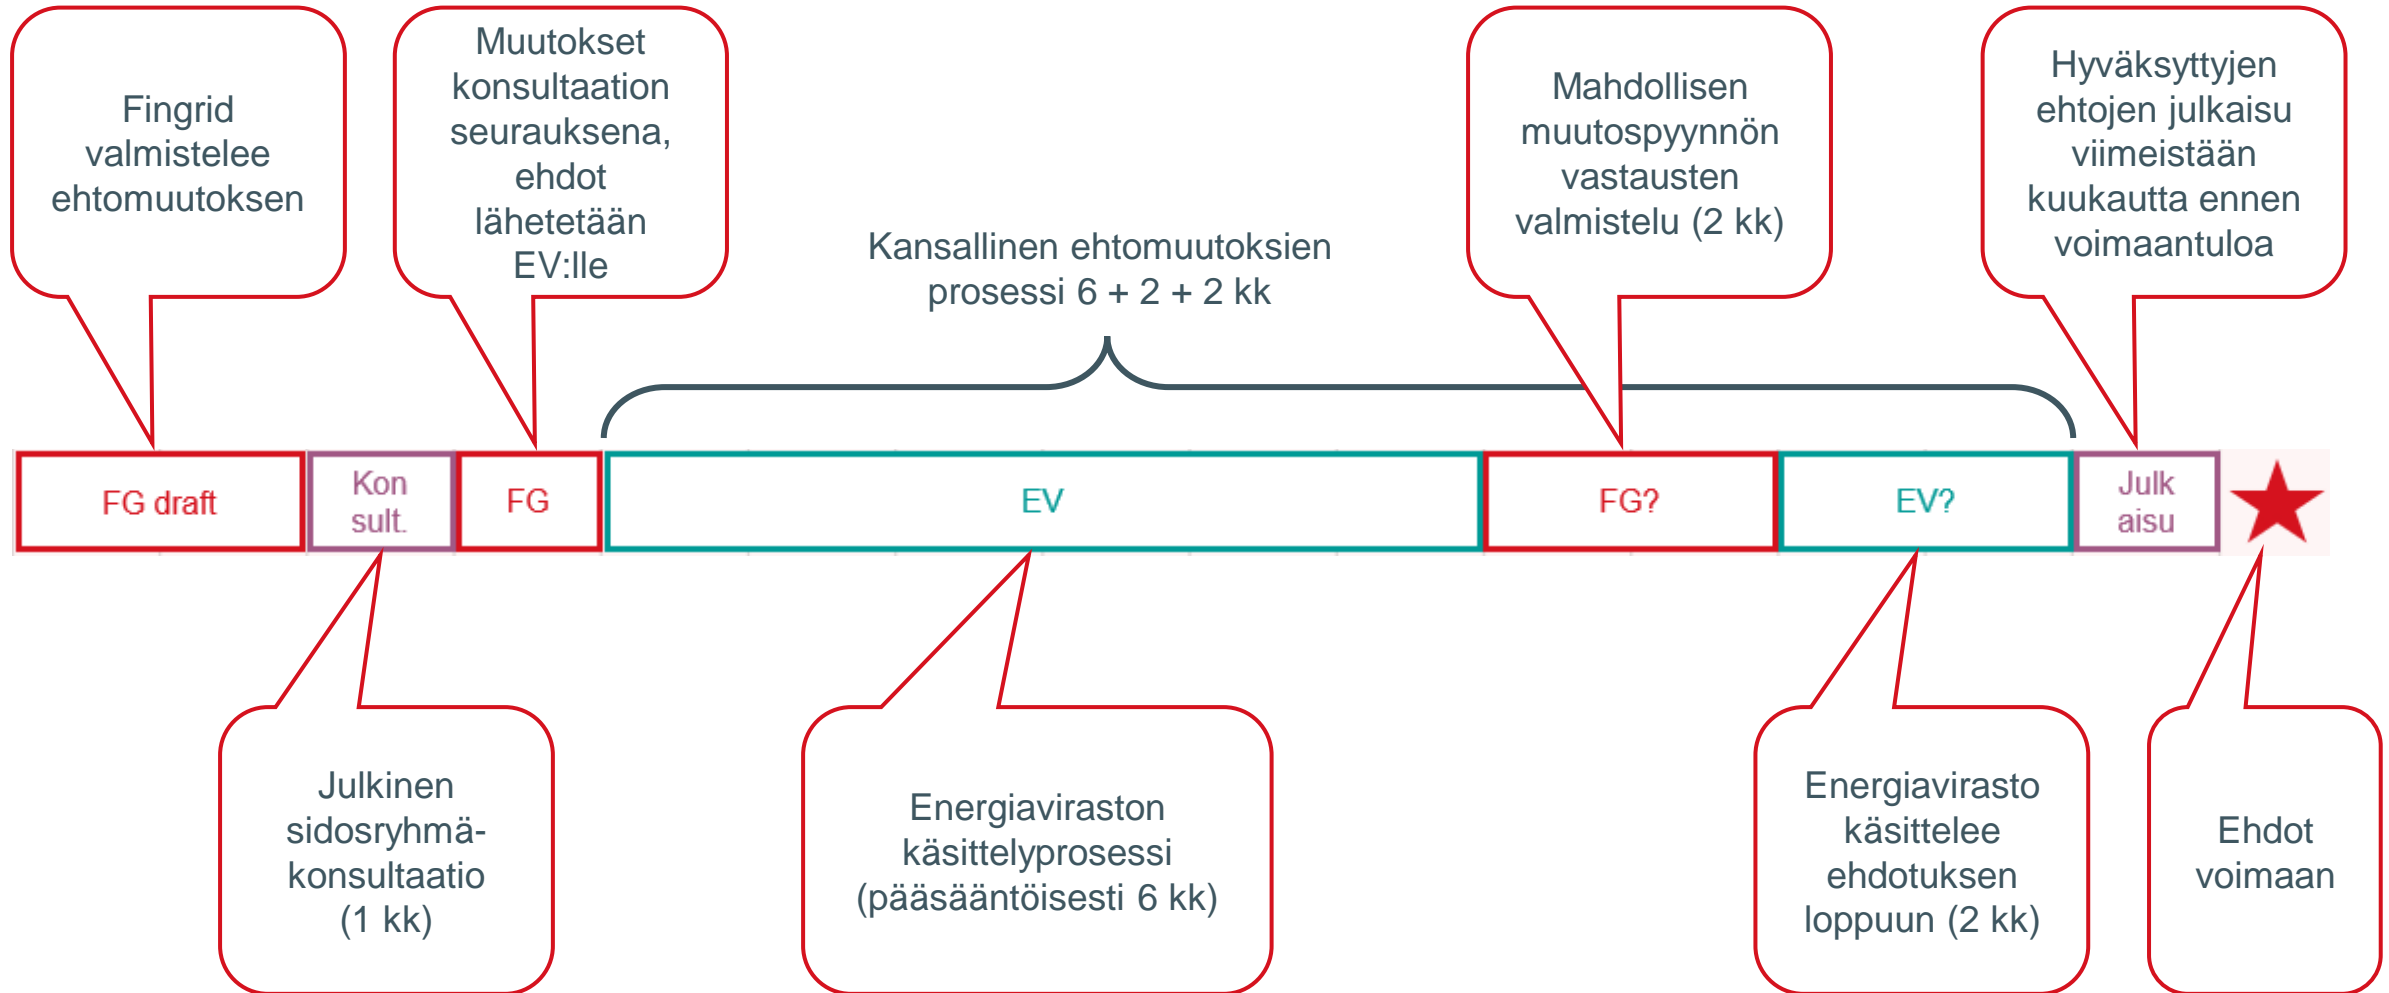 Fingrid
valmistelee
ehtomuutoksen
Muutokset
konsultaation
seurauksena,
ehdot
lähetetään
EV:lle
Kansallinen ehtomuutoksien
prosessi 6 + 2 + 2 kk
Mahdollisen
muutospyynnön
vastausten
valmistelu (2 kk)
Hyväksyttyjen
ehtojen julkaisu
viimeistään
kuukautta ennen
voimaantuloa
FG draft
Kon
sult.
FG
EV
FG?
EV?
Julk
aisu
Julkinen
sidosryhmä-
konsultaatio
(1 kk)
Energiaviraston
käsittelyprosessi
(pääsääntöisesti 6 kk)
Energiavirasto
käsittelee
ehdotuksen
loppuun (2 kk)
Ehdot
voimaan